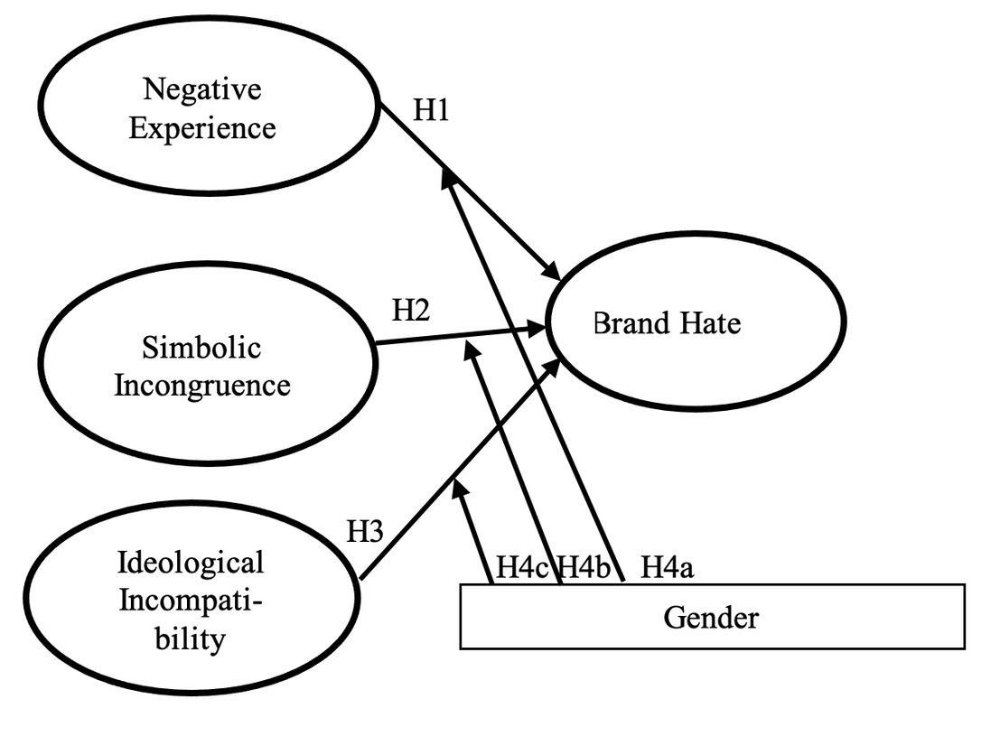 Negative
Experience
H1
Simbolic
Incongruence
H2
Brand Hate
Ideological
Incompati-
bility
H3
H4c
H4b
H4a
Gender